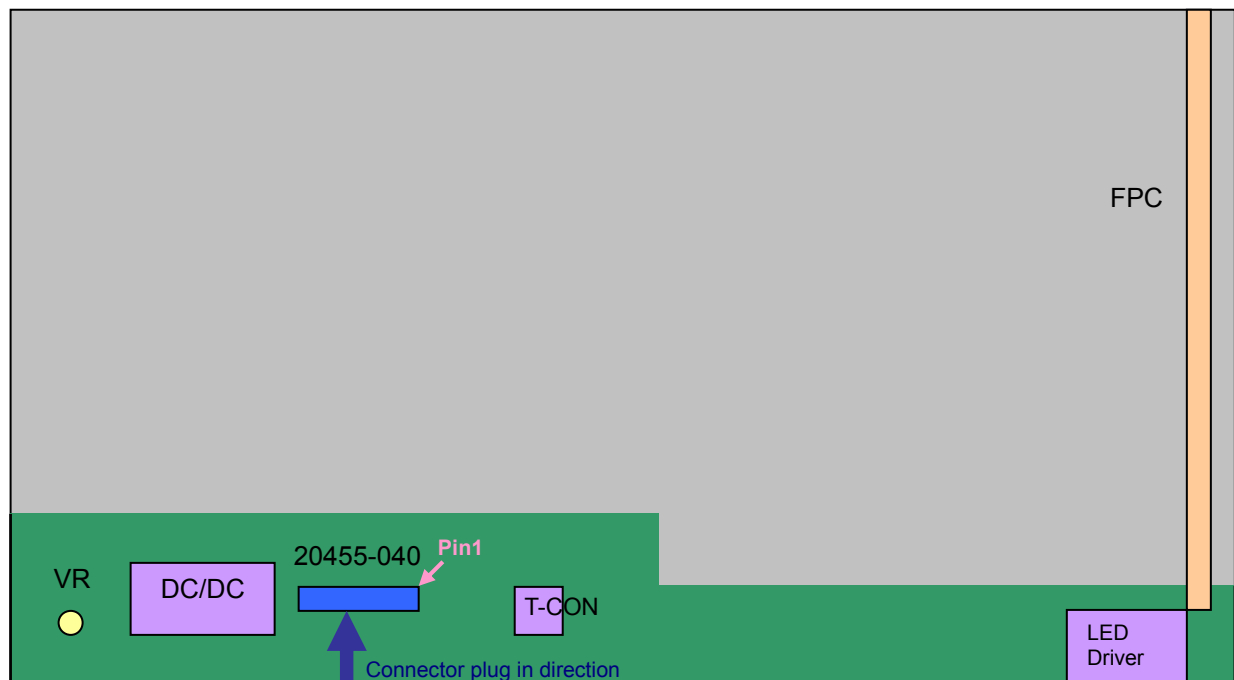 FPC
20455-040
Pin1
VR
DC/DC
T-CON
LED
Driver
Connector plug in direction